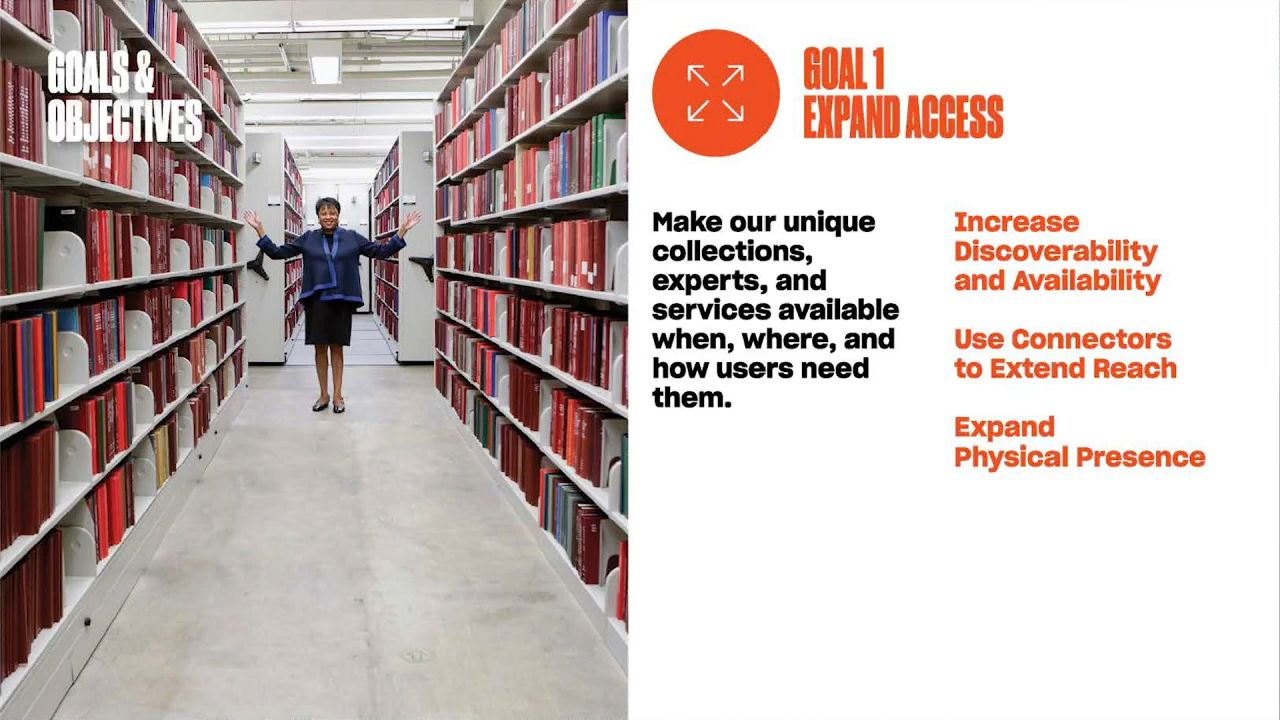 GOALS &
OBJECTIVES
GOAL 1
EXPAND ACCESS
Make our unique
collections,
experts, and
services available
when, where, and
how users need
them.
Increase
Discoverability
and Availability
Use Connectors
to Extend Reach
Expand
Physical Presence